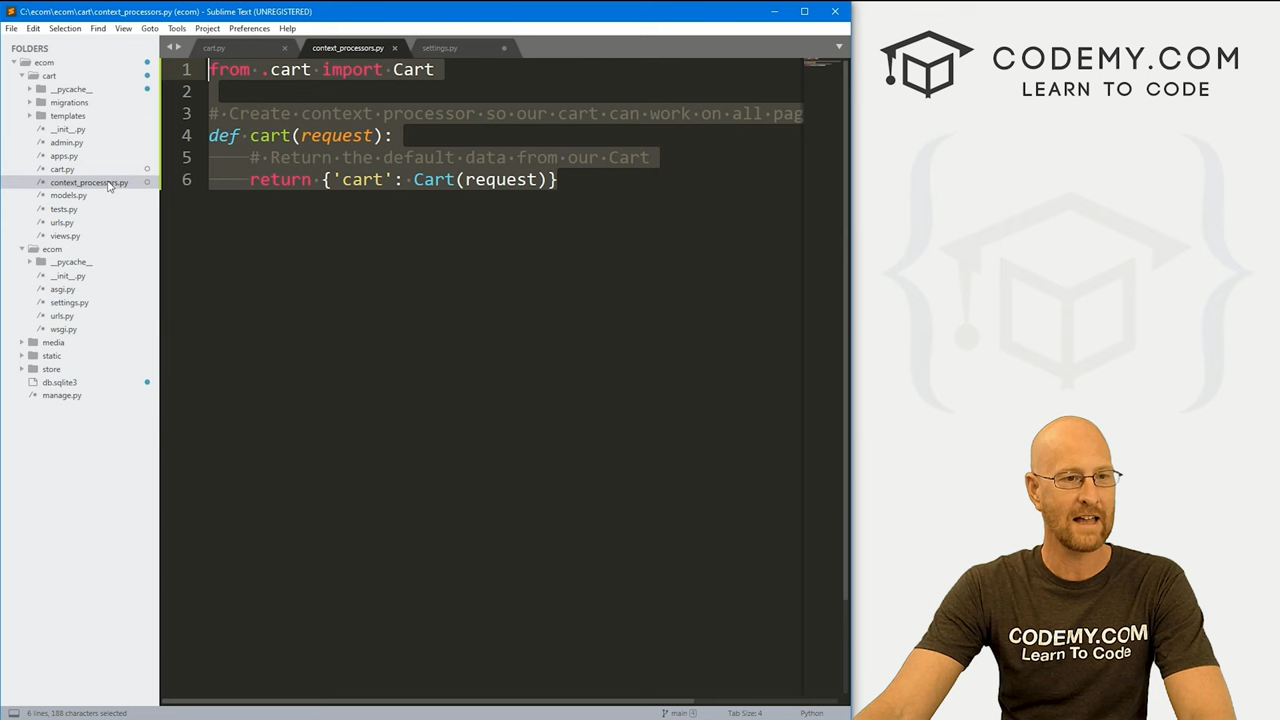 C:\ecom\ecom\cart\context_processors.py (ecom) - Sublime Text (UNREGISTERED)
File Edit Selection Find View Goto Tools Project Preferences Help
FOLDERS
ecom
cart
__pycache__
migrations
templates
__init__.py
admin.py
apps.py
cart.py
context_processors.py
models.py
tests.py
urls.py
views.py
ecom
__pycache__
__init__.py
asgi.py
settings.py
urls.py
wsgi.py
media
static
store
db.sqlite3
manage.py
cart.py context_processors.py settings.py
1 from .cart import Cart
2
3 # Create context processor so our cart can work on all pag
4 def cart(request):
5 # Return the default data from our Cart
6 return {'cart': Cart(request)}
6 lines, 188 characters selected main 4 Tab Size: 4 Python
CODEMY.COM
LEARN TO CODE
CODEMY.COM
Learn To Code